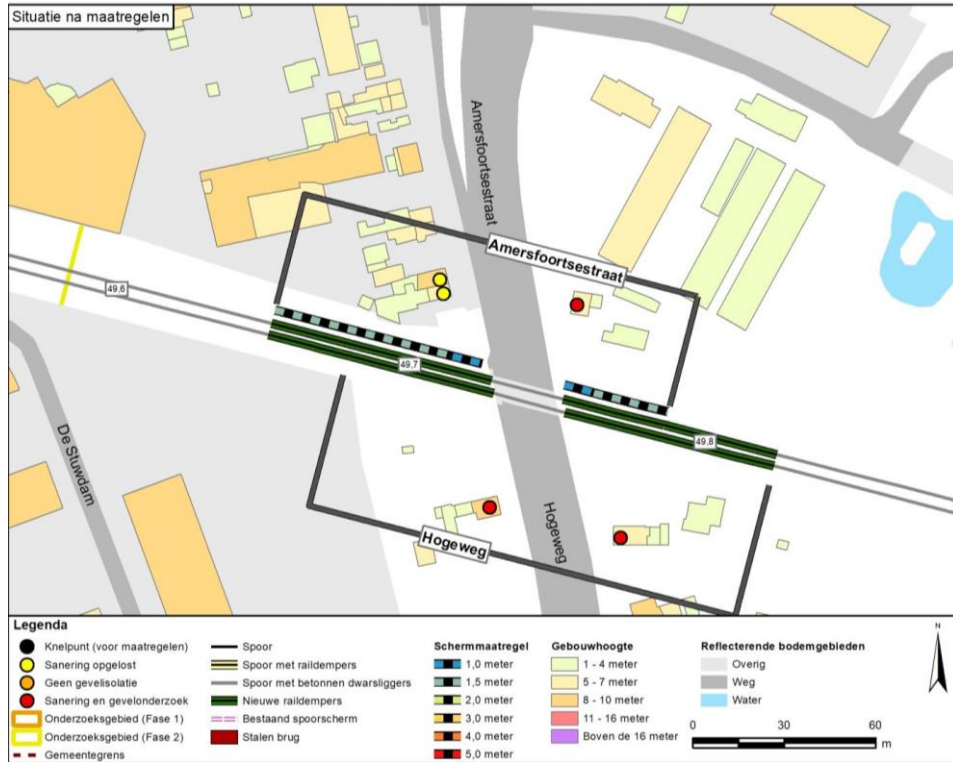 Situatie na maatregelen
Amersfoortsestraat
Amersfoortsestraat
49,6
49,7
49,8
De Stuwdam
Hogeweg
Hogeweg
Legenda
Knelpunt (voor maatregelen)
Sanering opgelost
Geen gevelisolatie
Sanering en gevelonderzoek
Onderzoeksgebied (Fase 1)
Onderzoeksgebied (Fase 2)
Gemeentegrens
Spoor
Spoor met raildempers
Spoor met betonnen dwarsliggers
Nieuwe raildempers
Bestaand spoorscherm
Stalen brug
Schermmaatregel
1,0 meter
1,5 meter
2,0 meter
3,0 meter
4,0 meter
5,0 meter
Gebouwhoogte
1 - 4 meter
5 - 7 meter
8 - 10 meter
11 - 16 meter
Boven de 16 meter
Reflecterende bodemgebieden
Overig
Weg
Water
N
0 30 60
m